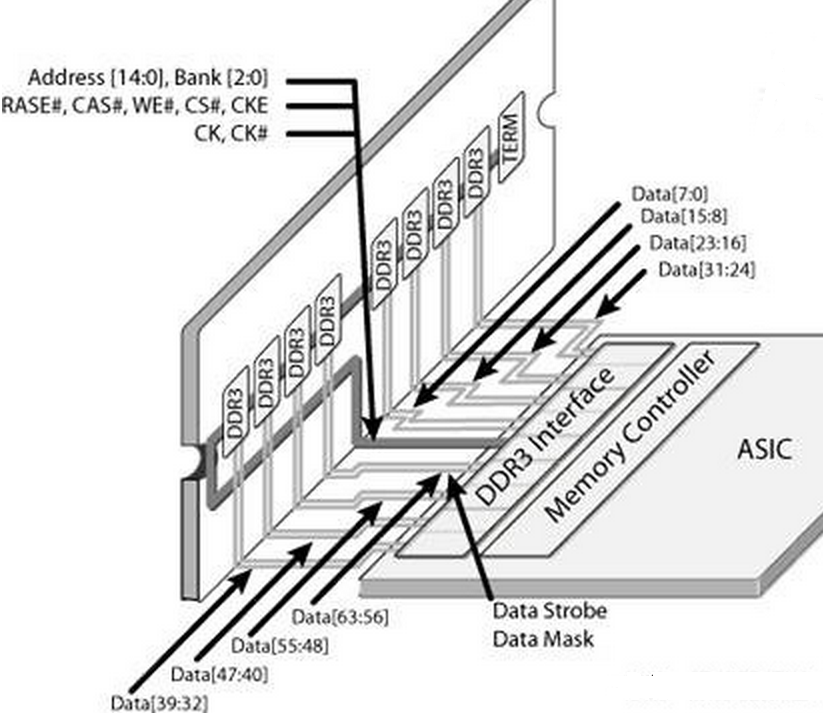 Address [14:0], Bank [2:0]
RASE#, CAS#, WE#, CS#, CKE
CK, CK#
TERM
DDR3
DDR3
DDR3
DDR3
DDR3
DDR3
DDR3
DDR3
Data[7:0]
Data[15:8]
Data[23:16]
Data[31:24]
DDR3 Interface
Memory Controller
ASIC
Data[63:56]
Data[55:48]
Data[47:40]
Data[39:32]
Data Strobe
Data Mask